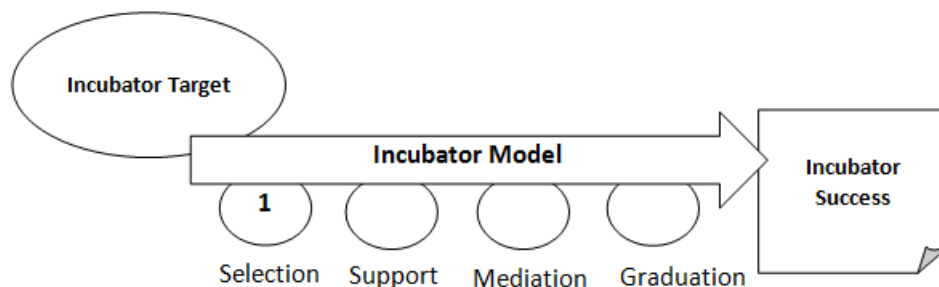 Incubator Target
Incubator Model
Incubator
Success
1
Selection
Support
Mediation
Graduation